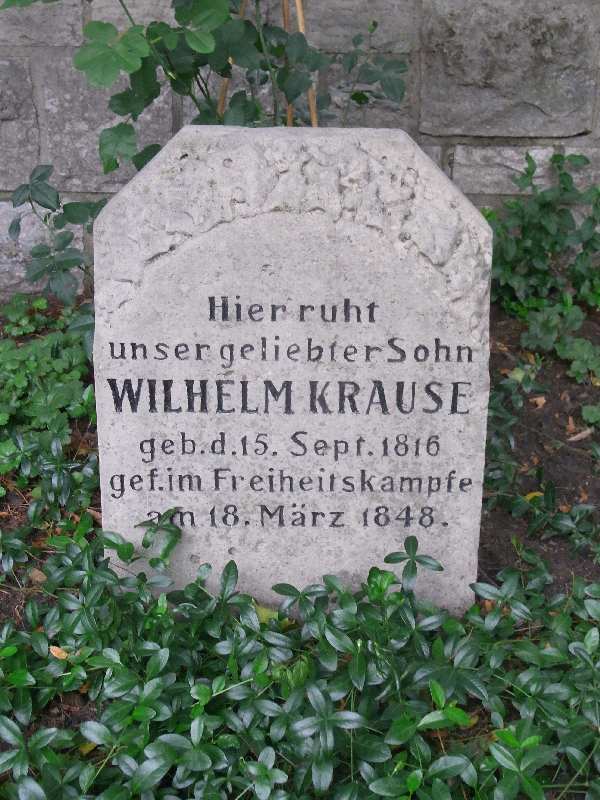 Hier ruht
unser geliebter Sohn
WILHELM KRAUSE
geb. d. 15. Sept. 1816
gef. im Freiheitskampfe
am 18. März 1848.